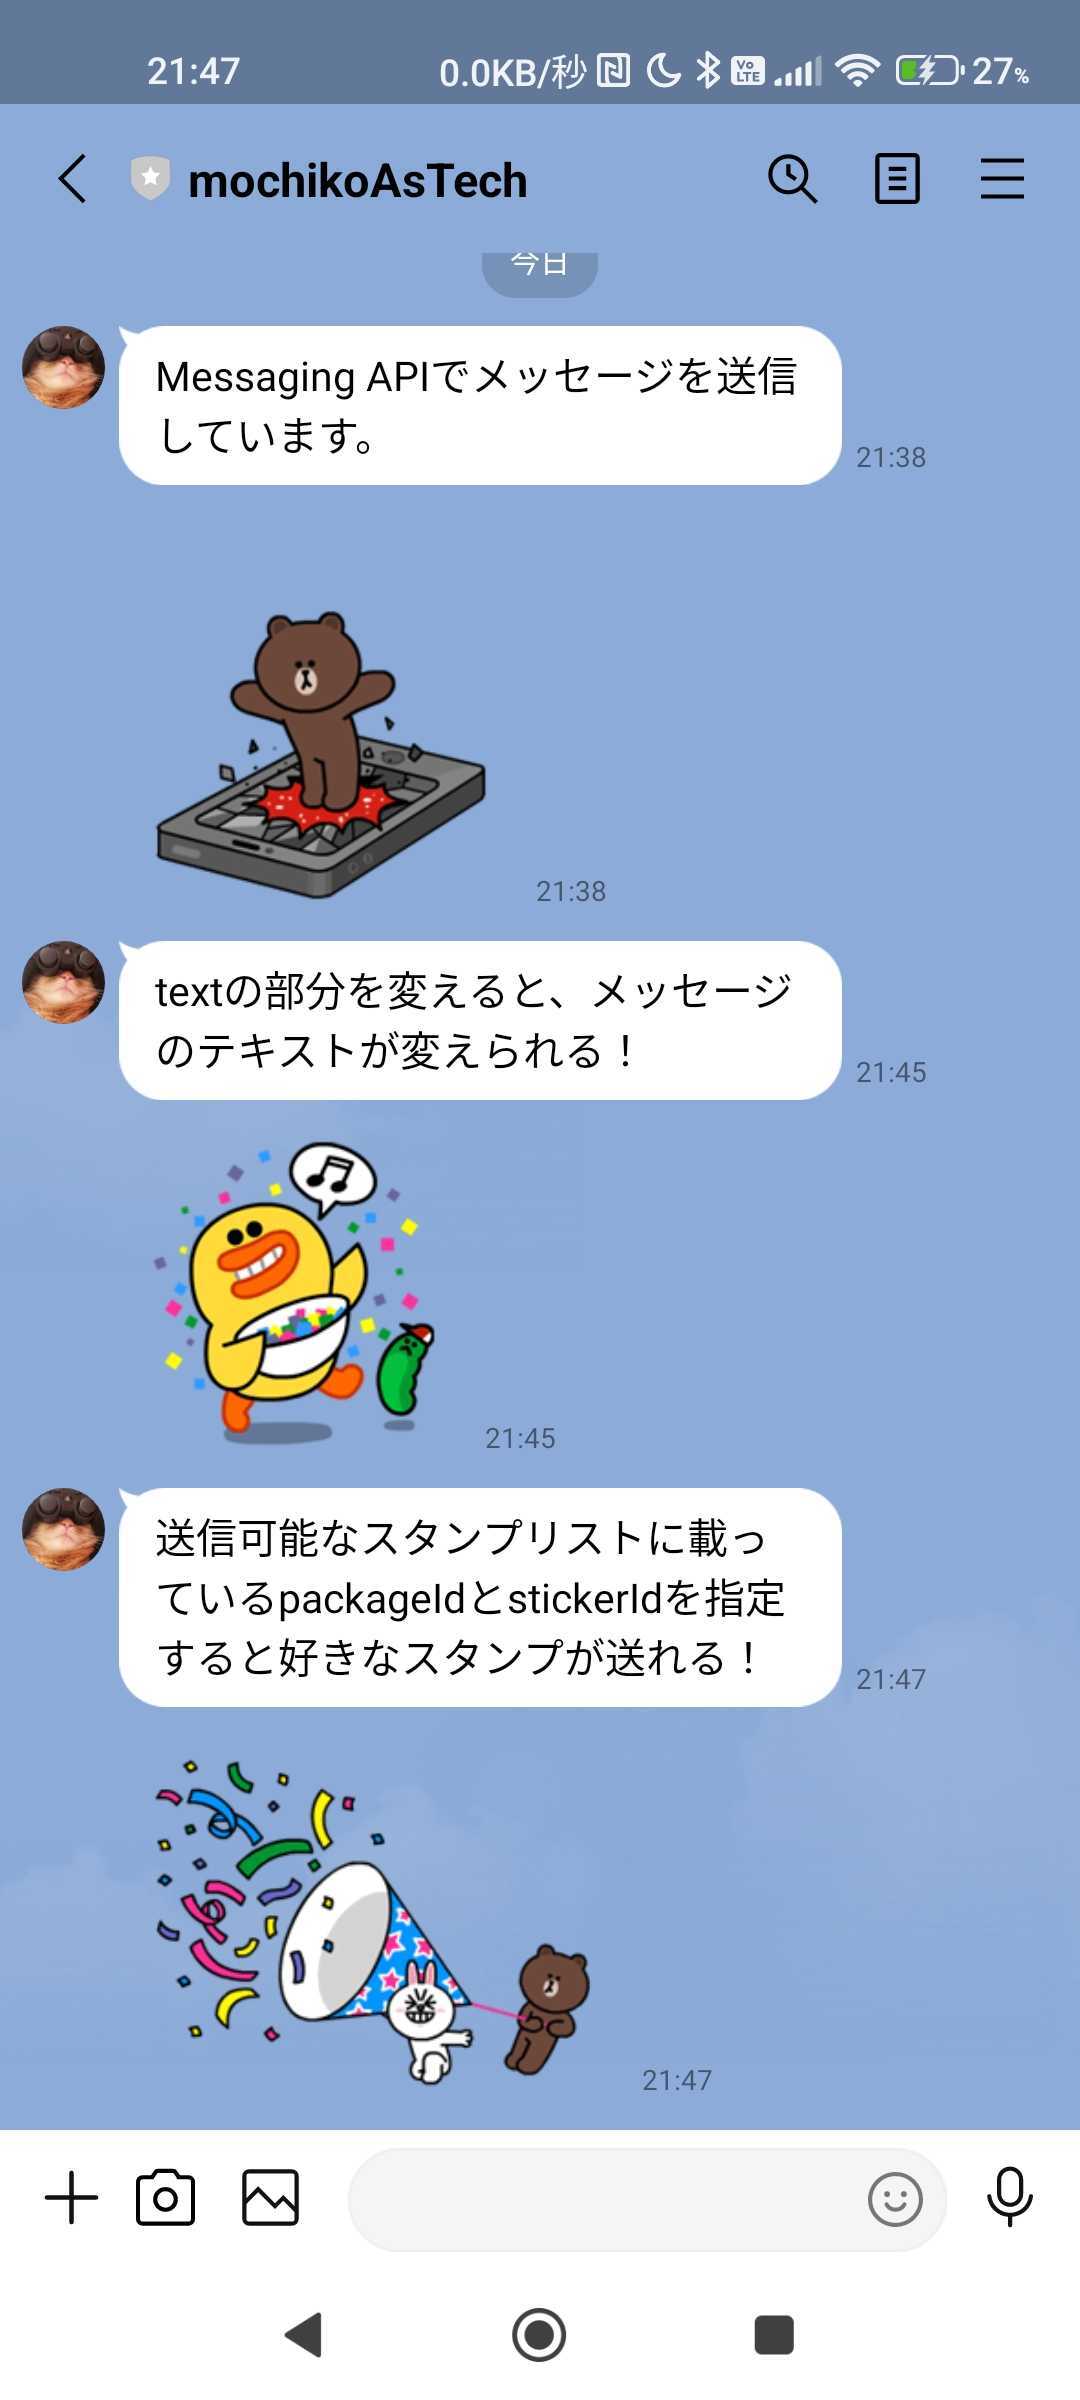 21:47 0.0KB/秒 Vo LTE 27%
mochikoAsTech
今日
Messaging APIでメッセージを送信
しています。
21:38
21:38
textの部分を変えると、メッセージ
のテキストが変えられる！
21:45
21:45
送信可能なスタンプリストに載っ
ているpackageIdとstickerIdを指定
すると好きなスタンプが送れる！
21:47
21:47